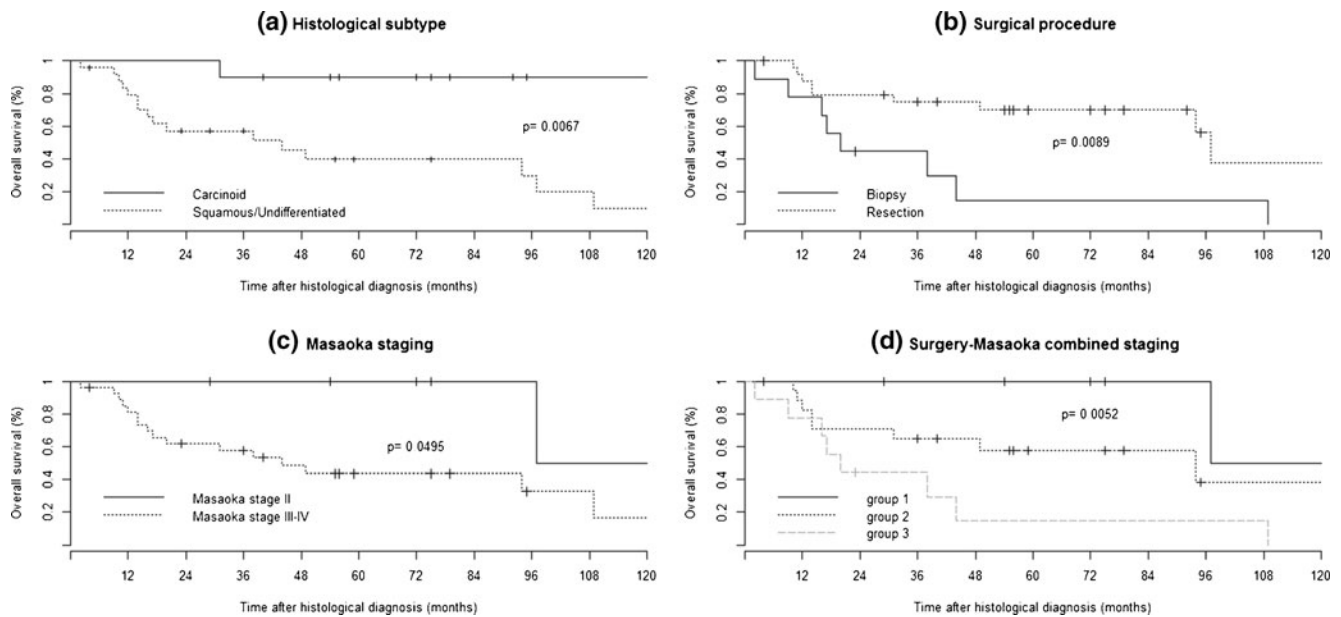 (a) Histological subtype
Overall survival (%)
1
0.8
0.6
0.4
0.2
p= 0.0067
Carcinoid
Squamous/Undifferentiated
12 24 36 48 60 72 84 96 108 120
Time after histological diagnosis (months)
(b) Surgical procedure
Overall survival (%)
1
0.8
0.6
0.4
0.2
p= 0.0089
Biopsy
Resection
12 24 36 48 60 72 84 96 108 120
Time after histological diagnosis (months)
(c) Masaoka staging
Overall survival (%)
1
0.8
0.6
0.4
0.2
p= 0 0495
Masaoka stage II
Masaoka stage III-IV
12 24 36 48 60 72 84 96 108 120
Time after histological diagnosis (months)
(d) Surgery-Masaoka combined staging
Overall survival (%)
1
0.8
0.6
0.4
0.2
p= 0 0052
group 1
group 2
group 3
12 24 36 48 60 72 84 96 108 120
Time after histological diagnosis (months)